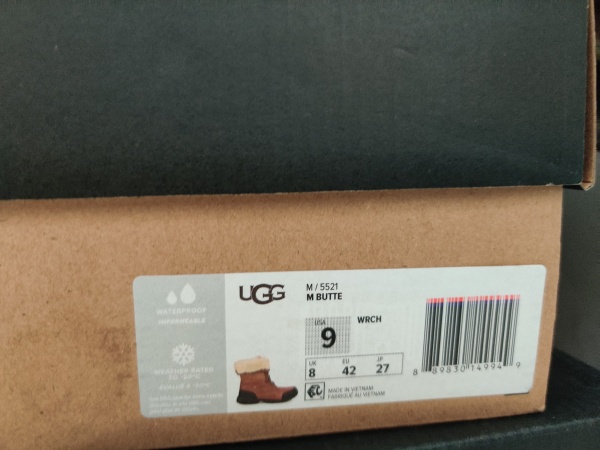 WATERPROOF
IMPERMÉABLE
UGG
M / 5521
M BUTTE
USA
9
WRCH
UK
8
EU
42
JP
27
WEATHER RATED
MADE IN VIETNAM
FABRIQUÉ AU VIETNAM
8 89830 14994 9